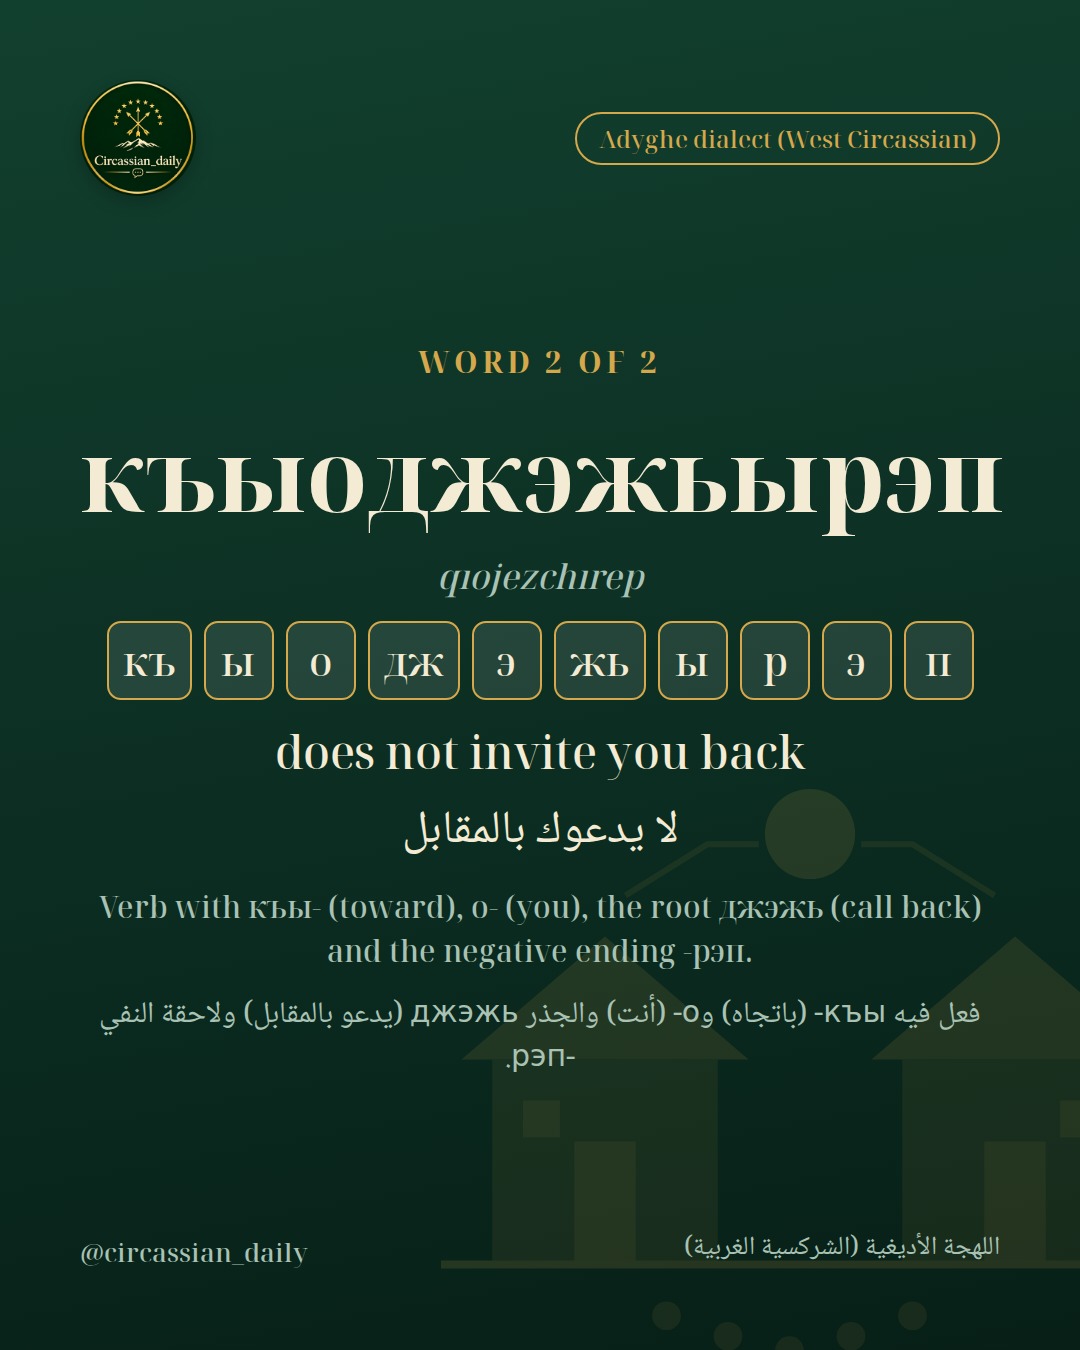 Circassian_daily
Adyghe dialect (West Circassian)
WORD 2 OF 2
къыоджэжьырэп
qıojezchırep
къ ы о дж э жь ы р э п
does not invite you back
لا يدعوك بالمقابل
Verb with къы- (toward), о- (you), the root джэжь (call back)
and the negative ending -рэп.
فعل فيه къы- (باتجاه) وо- (أنت) والجذر джэжь (يدعو بالمقابل) ولاحقة النفي
-рэп.
@circassian_daily
اللهجة الأديغية (الشركسية الغربية)